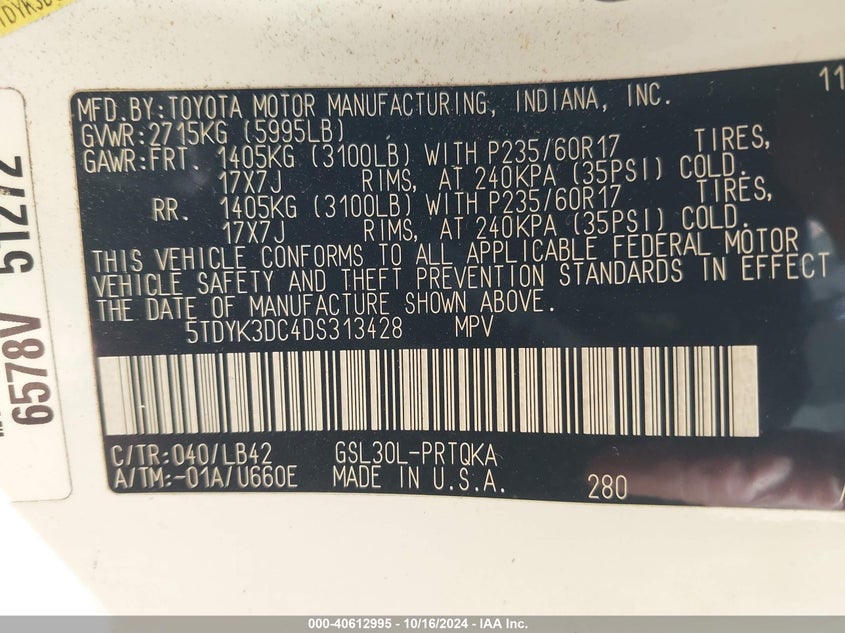 11
MFD.BY:TOYOTA MOTOR MANUFACTURING, INDIANA, INC.
GVWR:2715KG (5995LB)
GAWR:FRT. 1405KG (3100LB) WITH P235/60R17 TIRES,
17X7J RIMS, AT 240KPA (35PSI) COLD.
RR. 1405KG (3100LB) WITH P235/60R17 TIRES,
17X7J RIMS, AT 240KPA (35PSI) COLD.
THIS VEHICLE CONFORMS TO ALL APPLICABLE FEDERAL MOTOR
VEHICLE SAFETY AND THEFT PREVENTION STANDARDS IN EFFECT
THE DATE OF MANUFACTURE SHOWN ABOVE.
5TDYK3DC4DS313428 MPV
C/TR:040/LB42 GSL30L-PRTQKA
A/TM:-01A/U660E MADE IN U.S.A. 280
6578V 51272
000-40612995 - 10/16/2024 - IAA Inc.